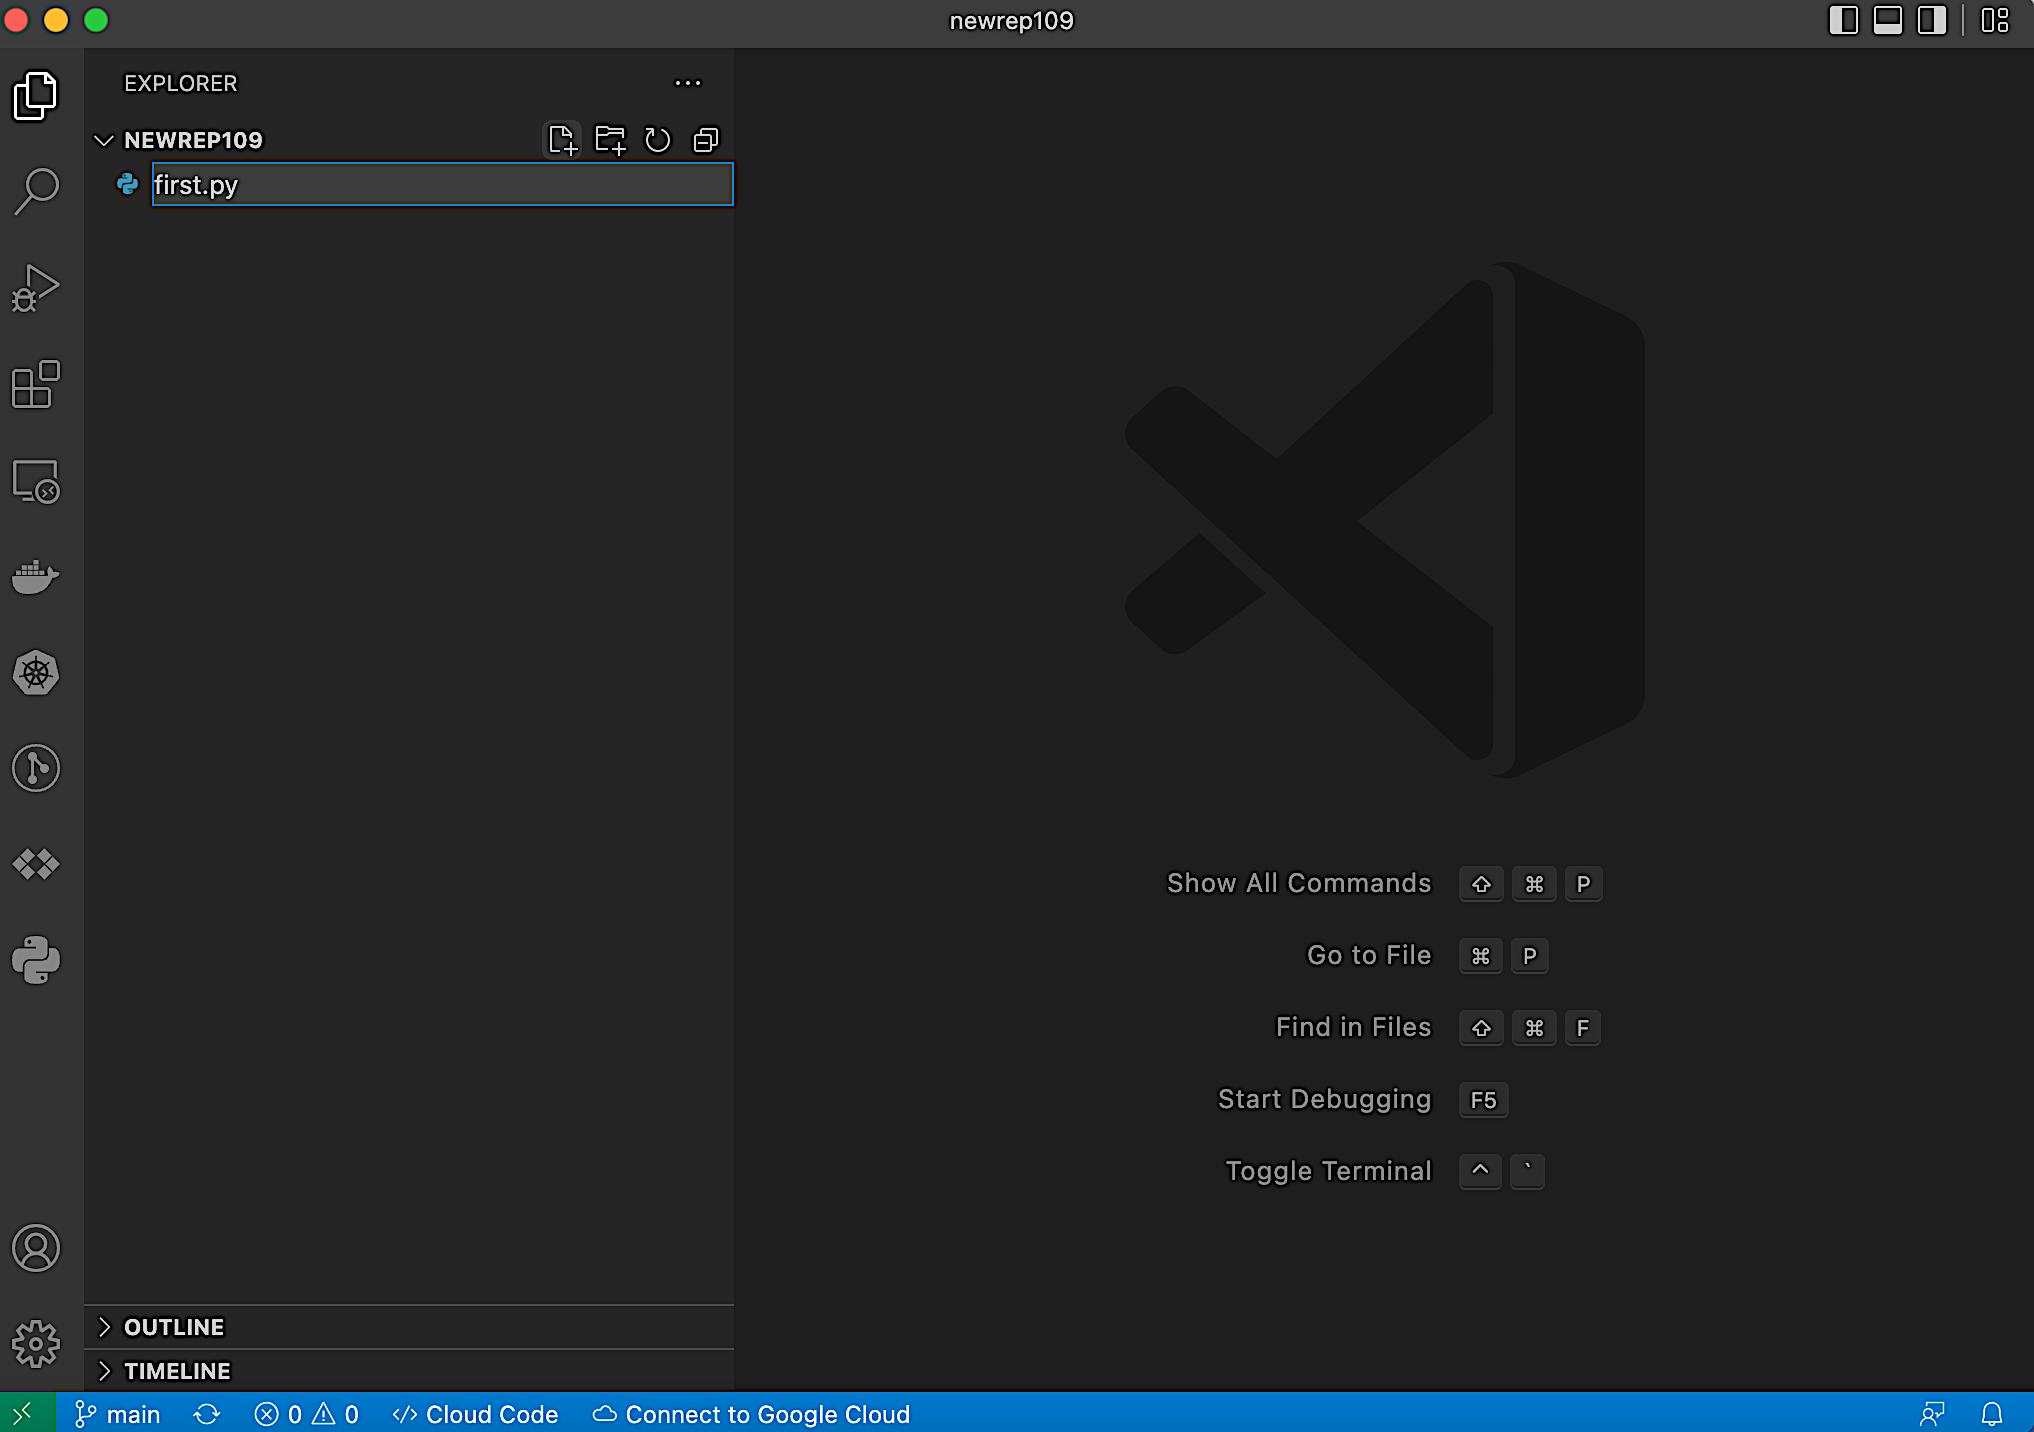 newrep109
EXPLORER
NEWREP109
first.py
Show All Commands ⇧ ⌘ P
Go to File ⌘ P
Find in Files ⇧ ⌘ F
Start Debugging F5
Toggle Terminal ^ `
OUTLINE
TIMELINE
main 0 0 </> Cloud Code Connect to Google Cloud